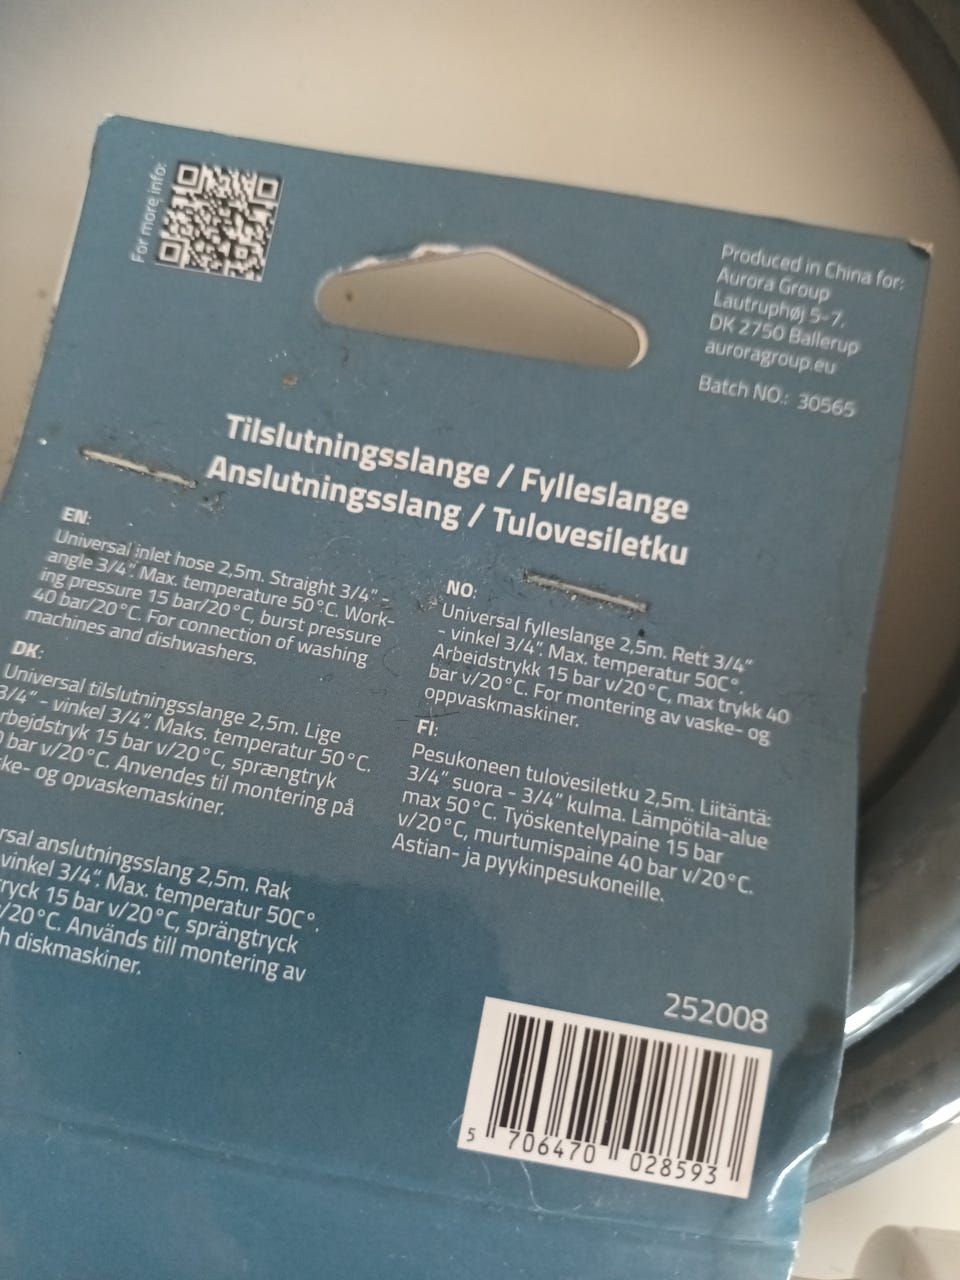 For more info:
Produced in China for:
Aurora Group
Lautruphøj 5-7.
DK 2750 Ballerup
auroragroup.eu
Batch NO.: 30565
Tilslutningsslange / Fylleslange
Anslutningsslang / Tulovesiletku
EN:
Universal inlet hose 2,5m. Straight 3/4" -
angle 3/4". Max. temperature 50°C. Work-
ing pressure 15 bar/20°C, burst pressure
40 bar/20°C. For connection of washing
machines and dishwashers.
DK:
Universal tilslutningsslange 2,5m. Lige
3/4" - vinkel 3/4". Maks. temperatur 50°C.
rbejdstryk 15 bar v/20°C, sprængtryk
bar v/20°C. Anvendes til montering på
ke- og opvaskemaskiner.
rsal anslutningsslang 2,5m. Rak
vinkel 3/4". Max. temperatur 50C°.
ryck 15 bar v/20°C, sprängtryck
v/20°C. Används till montering av
h diskmaskiner.
NO:
Universal fylleslange 2,5m. Rett 3/4"
- vinkel 3/4". Max. temperatur 50C°.
Arbeidstrykk 15 bar v/20°C, max trykk 40
bar v/20°C. For montering av vaske- og
oppvaskmaskiner.
FI:
Pesukoneen tulovesiletku 2,5m. Liitäntä:
3/4" suora - 3/4" kulma. Lämpötila-alue
max 50°C. Työskentelypaine 15 bar
v/20°C, murtumispaine 40 bar v/20°C.
Astian- ja pyykinpesukoneille.
252008
5 706470 028593